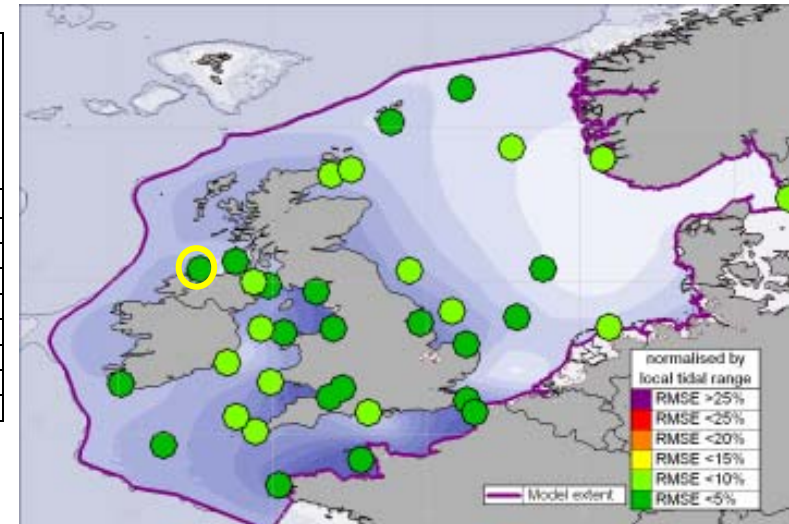 normalised by
local tidal range
RMSE >25%
RMSE <25%
RMSE <20%
RMSE <15%
RMSE <10%
RMSE <5%
Model extent